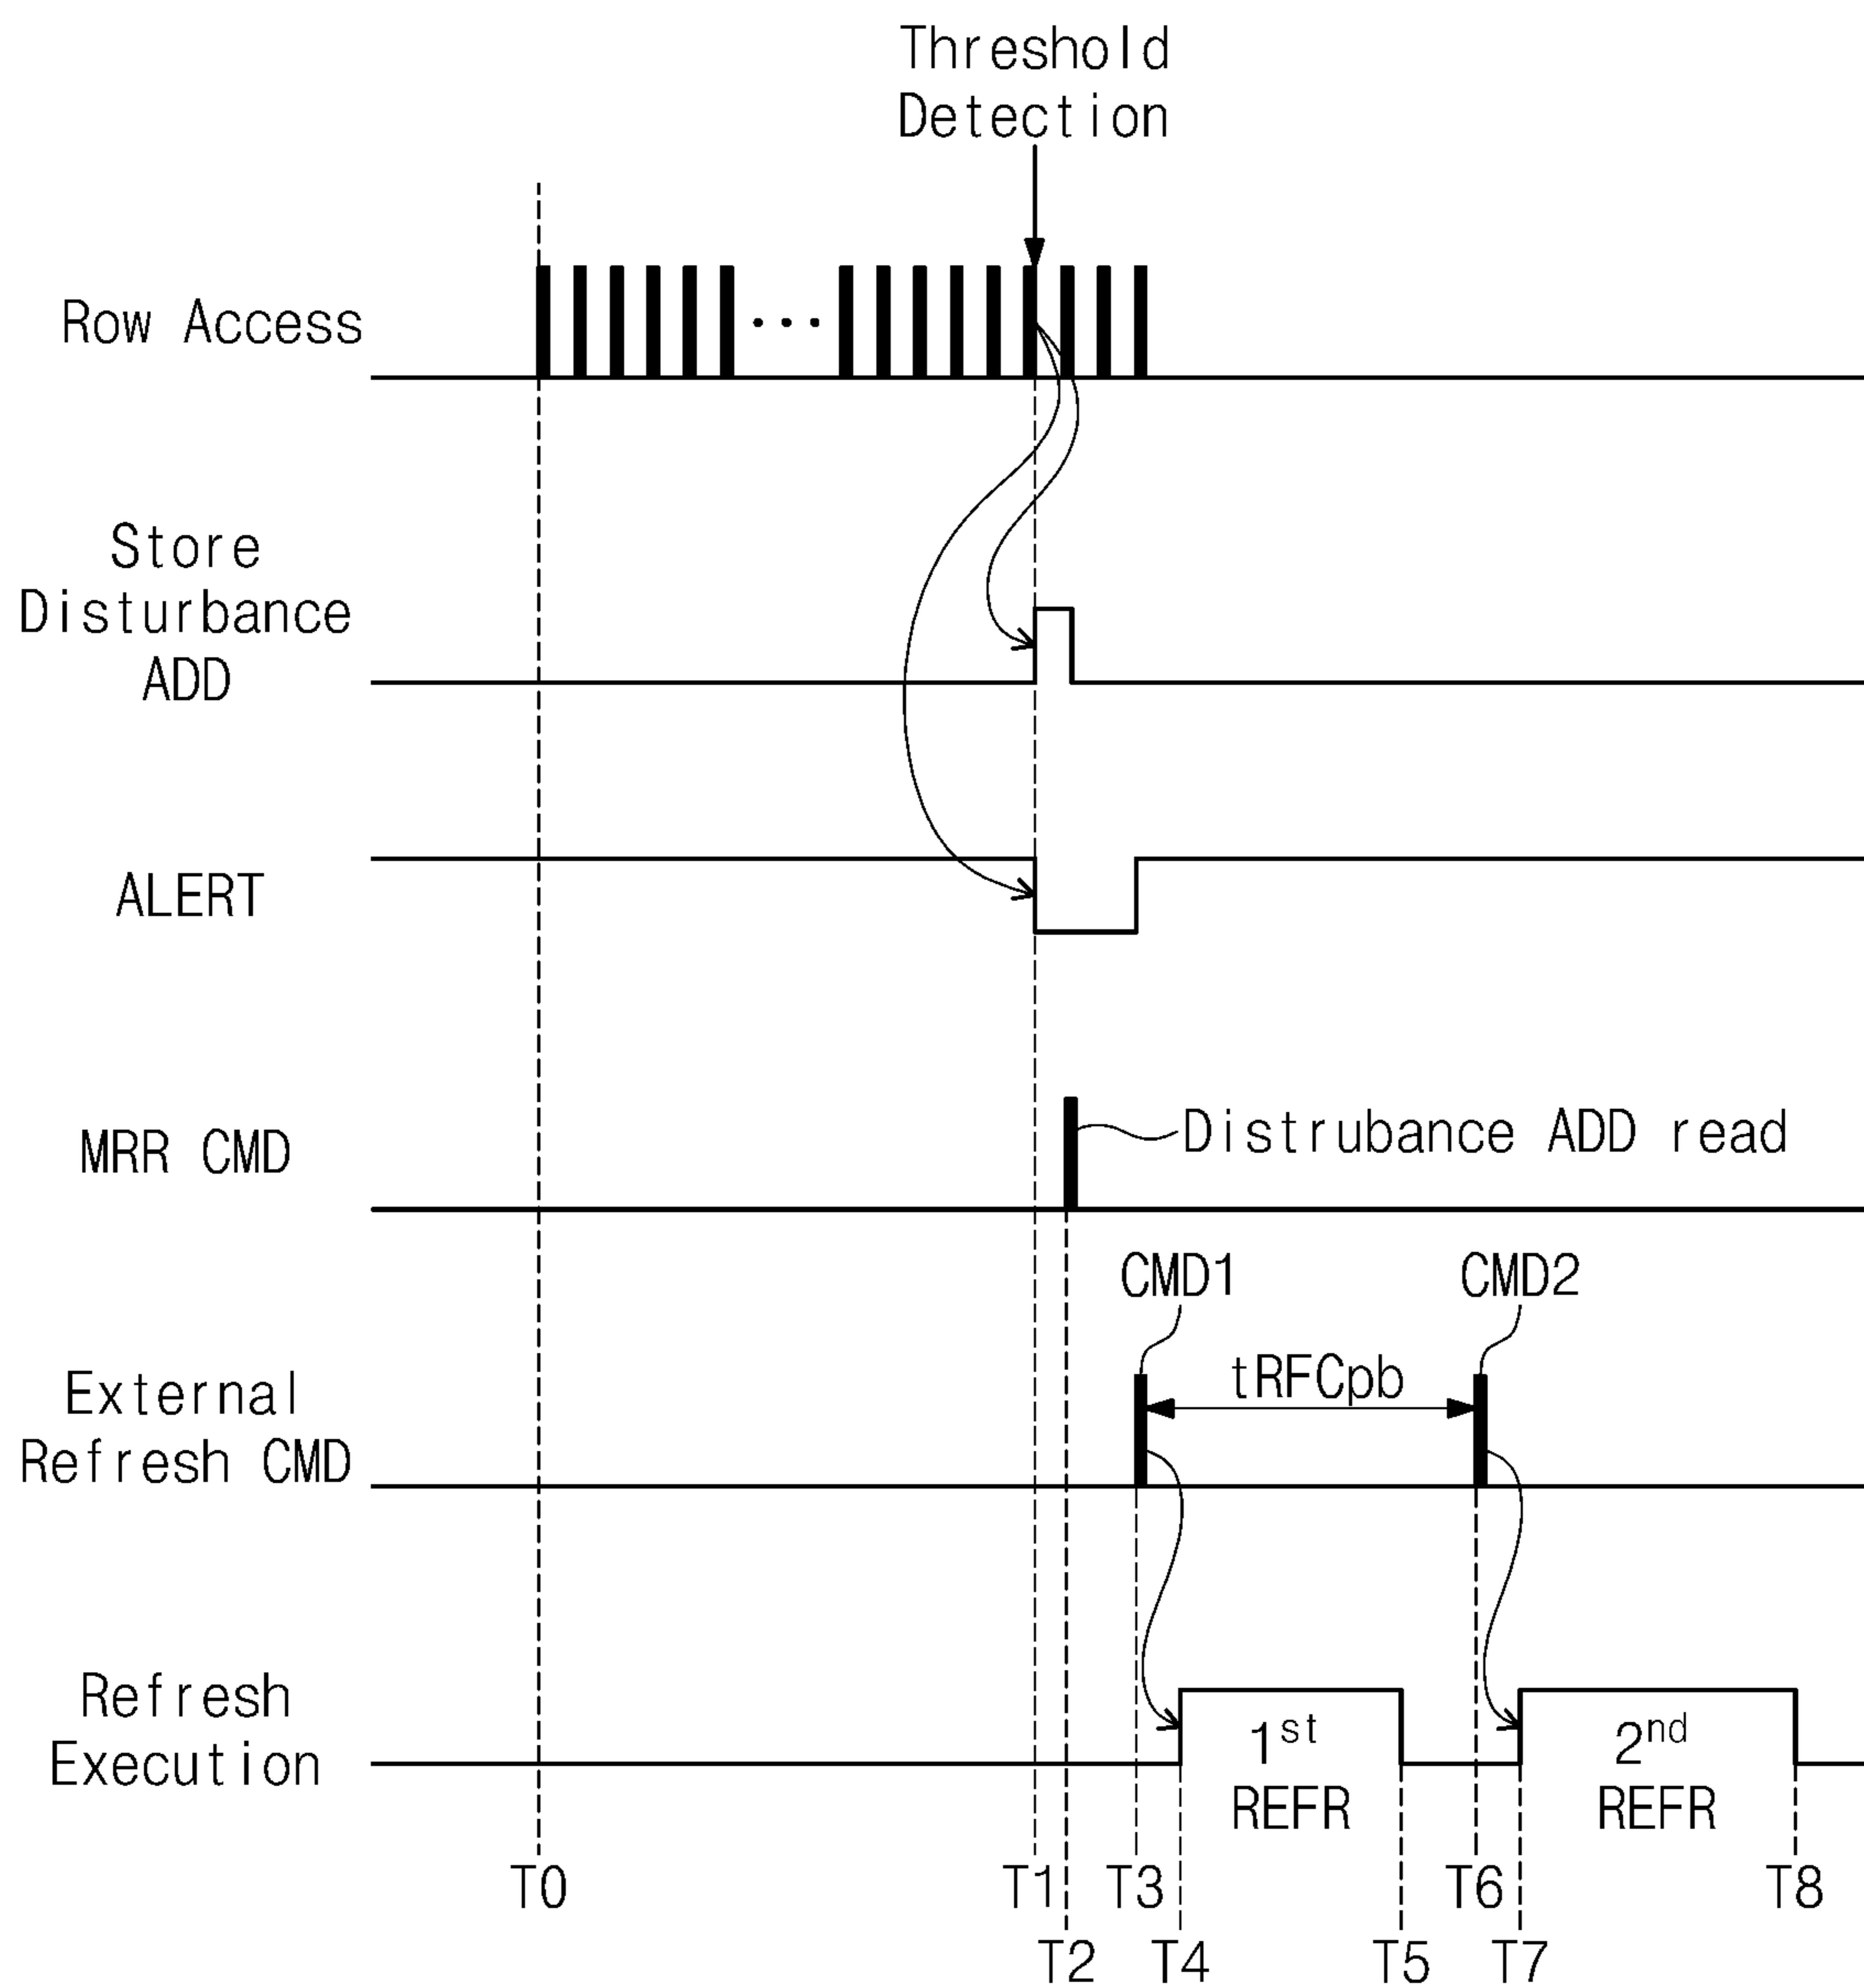 Threshold
Detection
Row Access
...
Store
Disturbance
ADD
ALERT
MRR CMD
Distrubance ADD read
CMD1
CMD2
tRFCpb
External
Refresh CMD
Refresh
Execution
1st
REFR
2nd
REFR
T0
T1
T3
T6
T8
T2
T4
T5
T7